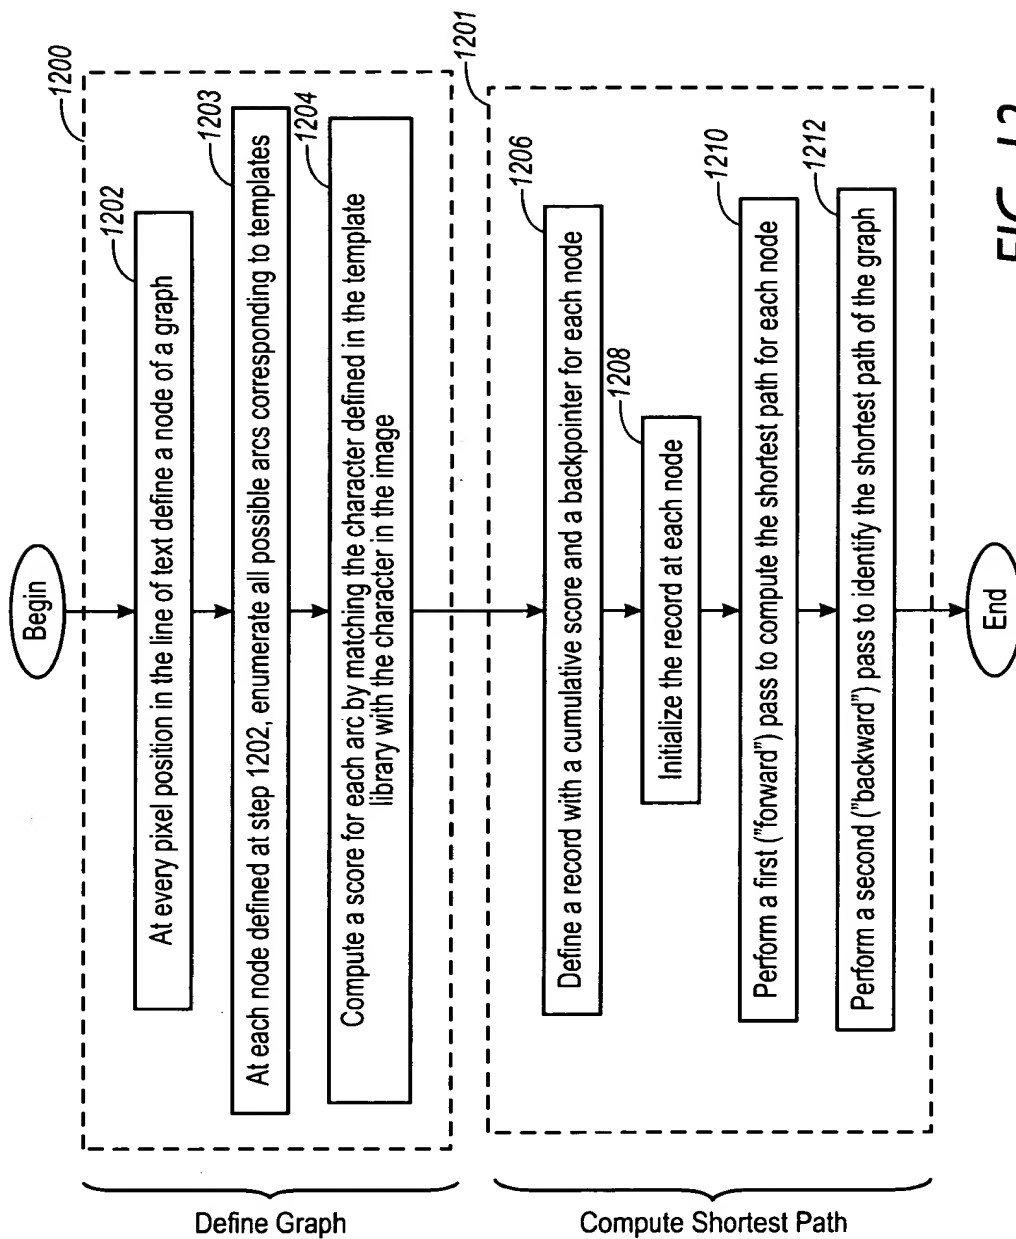 Begin
1200
1202
At every pixel position in the line of text define a node of a graph
1203
At each node defined at step 1202, enumerate all possible arcs corresponding to templates
1204
Compute a score for each arc by matching the character defined in the template
library with the character in the image
Define Graph
1201
1206
Define a record with a cumulative score and a backpointer for each node
1208
Initialize the record at each node
1210
Perform a first ("forward") pass to compute the shortest path for each node
1212
Perform a second ("backward") pass to identify the shortest path of the graph
Compute Shortest Path
End
FIG. 12